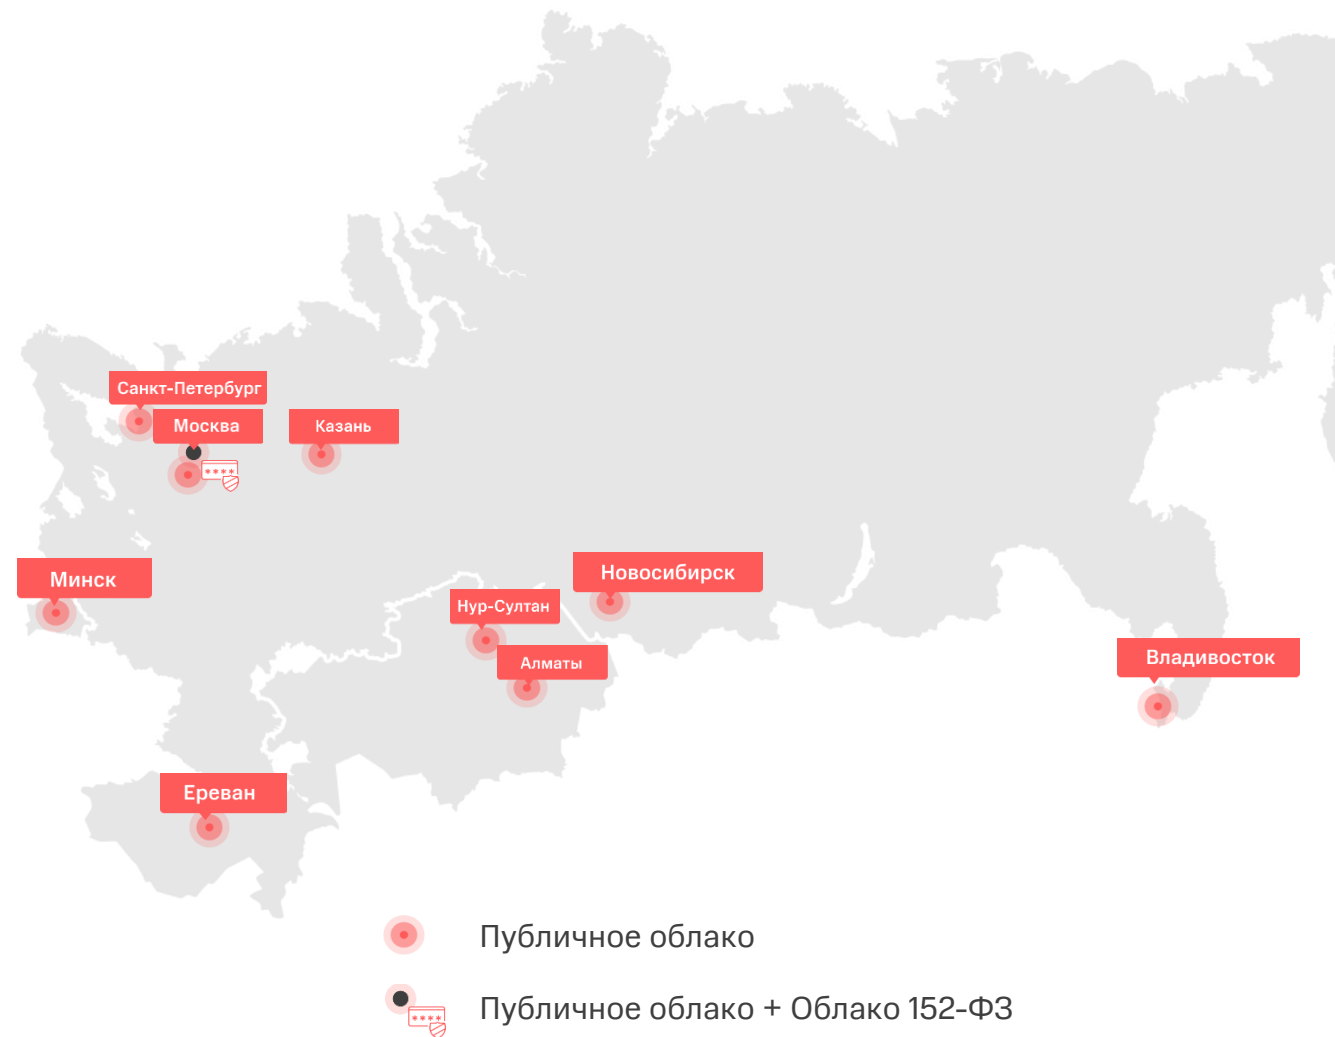 Санкт-Петербург
Москва
Казань
Минск
Новосибирск
Нур-Султан
Алматы
Владивосток
Ереван
Публичное облако
Публичное облако + Облако 152-ФЗ